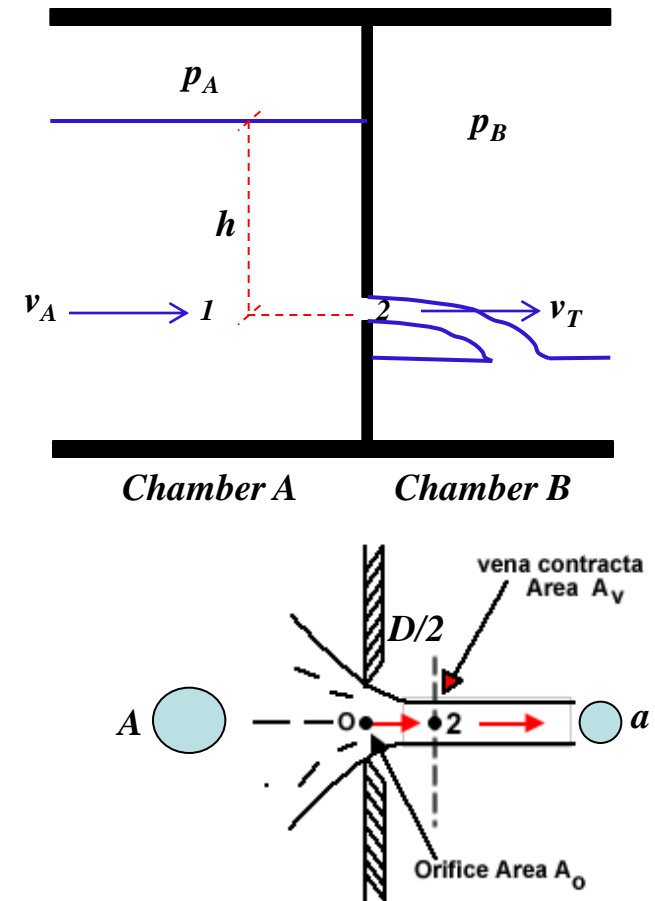 p_A
p_B
h
v_A 1 2 v_T
Chamber A Chamber B
vena contracta
Area A_v
D/2
A O 2 a
Orifice Area A_o